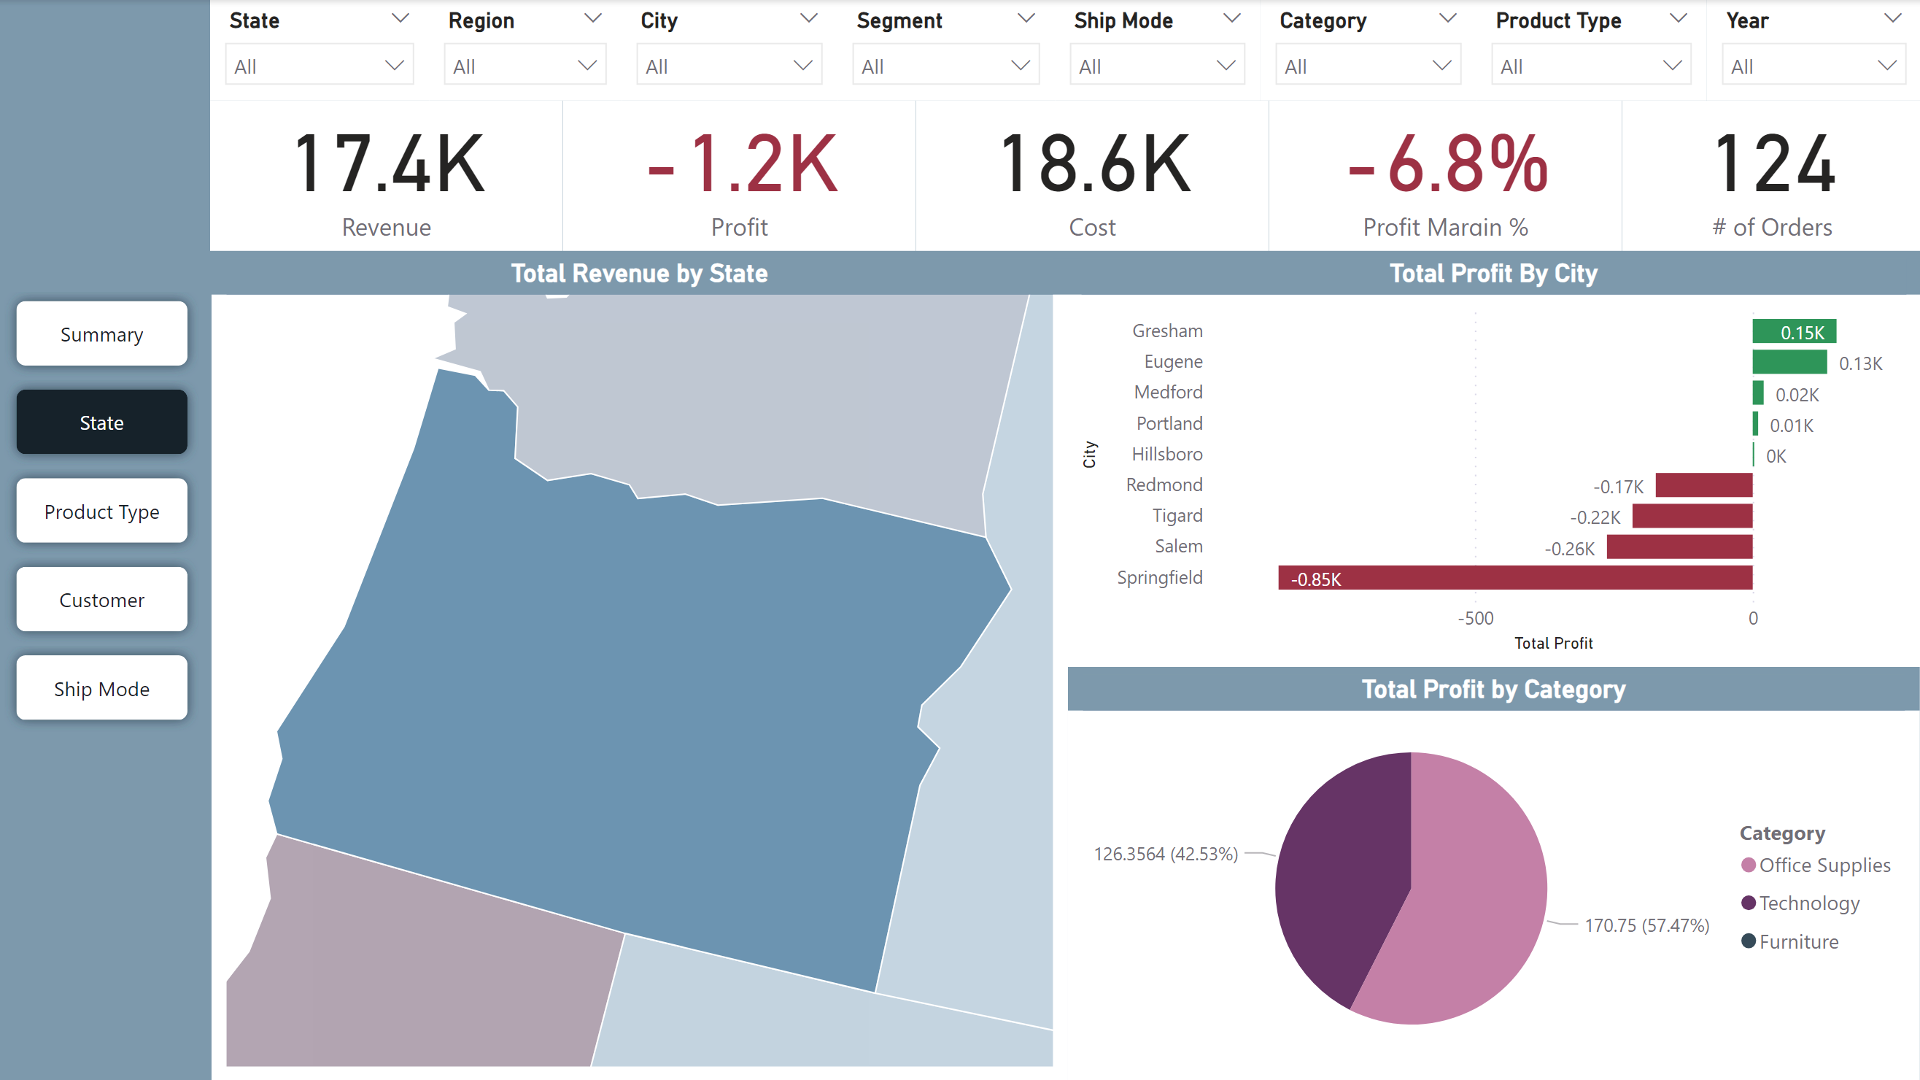 State
Region
City
Segment
Ship Mode
Category
Product Type
Year
All
All
All
All
All
All
All
All
17.4K
Revenue
-1.2K
Profit
18.6K
Cost
-6.8%
Profit Margin %
124
# of Orders
Summary
State
Product Type
Customer
Ship Mode
Total Revenue by State
Total Profit By City
City
Gresham
0.15K
Eugene
0.13K
Medford
0.02K
Portland
0.01K
Hillsboro
0K
Redmond
-0.17K
Tigard
-0.22K
Salem
-0.26K
Springfield
-0.85K
-500
0
Total Profit
Total Profit by Category
126.3564 (42.53%)
170.75 (57.47%)
Category
Office Supplies
Technology
Furniture